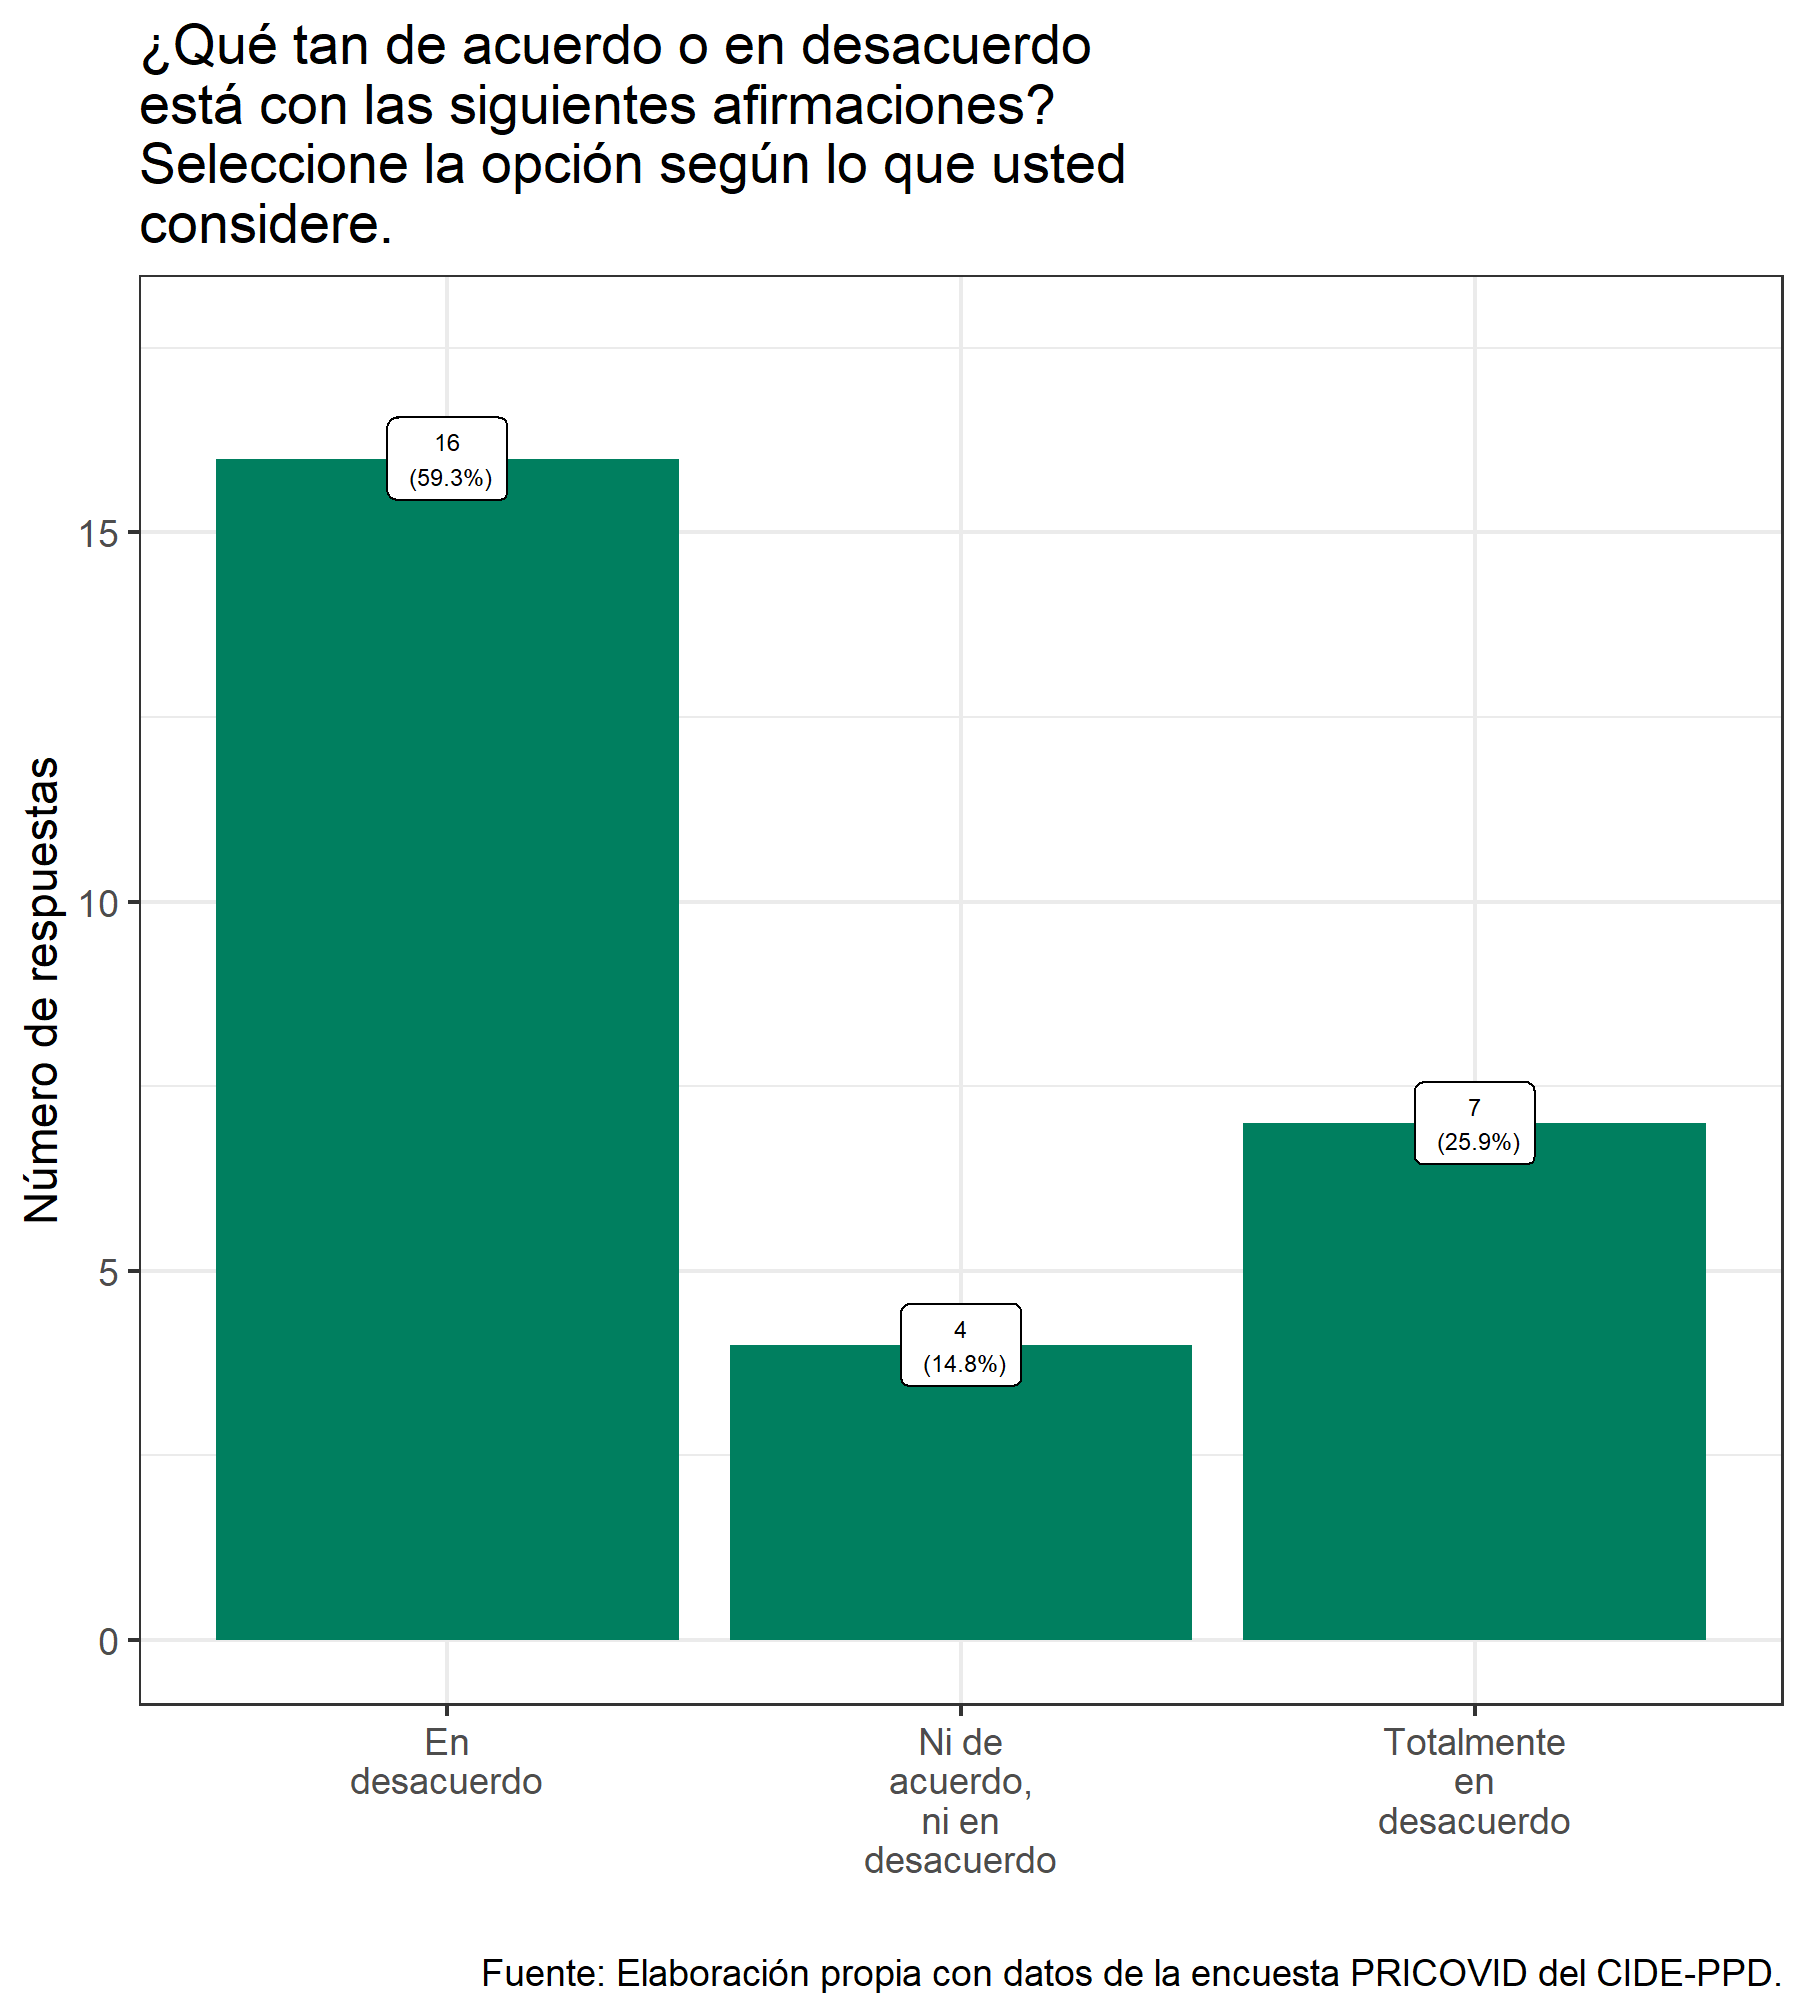 ¿Qué tan de acuerdo o en desacuerdo
está con las siguientes afirmaciones?
Seleccione la opción según lo que usted
considere.
Número de respuestas
15
10
5
0
16
(59.3%)
4
(14.8%)
7
(25.9%)
En
desacuerdo
Ni de
acuerdo,
ni en
desacuerdo
Totalmente
en
desacuerdo
Fuente: Elaboración propia con datos de la encuesta PRICOVID del CIDE-PPD.